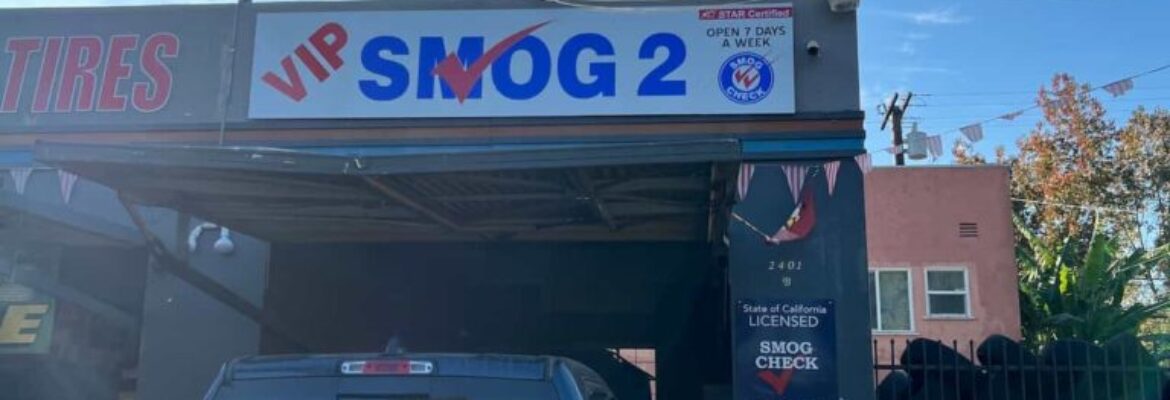 TIRES
VIP
SMOG 2
STAR Certified
OPEN 7 DAYS
A WEEK
SMOG
CHECK
2401
State of California
LICENSED
SMOG
CHECK
E